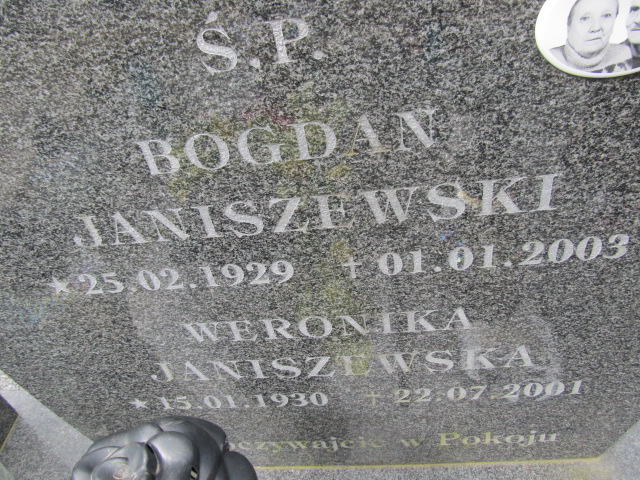 Ś.P.
BOGDAN
JANISZEWSKI
★25.02.1929 †01.01.2003
WERONIKA
JANISZEWSKA
★15.01.1930 †22.07.2001
w Pokoju